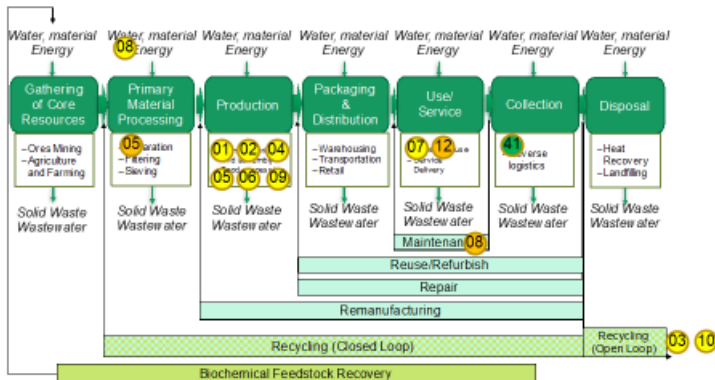 Water, material
Energy
Water, material
Energy
08
Water, material
Energy
Water, material
Energy
Water, material
Energy
Water, material
Energy
Water, material
Energy
Gathering
of Core
Resources
Primary
Material
Processing
Production
Packaging
&
Distribution
Use/
Service
Collection
Disposal
–Ores Mining
–Agriculture
and Farming
05
–Filtering
–Sieving
01 02 04
05 06 09
–Warehousing
–Transportation
–Retail
07 12
Delivery
41
logistics
–Heat
Recovery
–Landfilling
Solid Waste
Wastewater
Solid Waste
Wastewater
Solid Waste
Wastewater
Solid Waste
Wastewater
Solid Waste
Wastewater
Solid Waste
Wastewater
Solid Waste
Wastewater
08
Reuse/Refurbish
Repair
Remanufacturing
Recycling (Closed Loop)
Recycling
(Open Loop)
03 10
Biochemical Feedstock Recovery